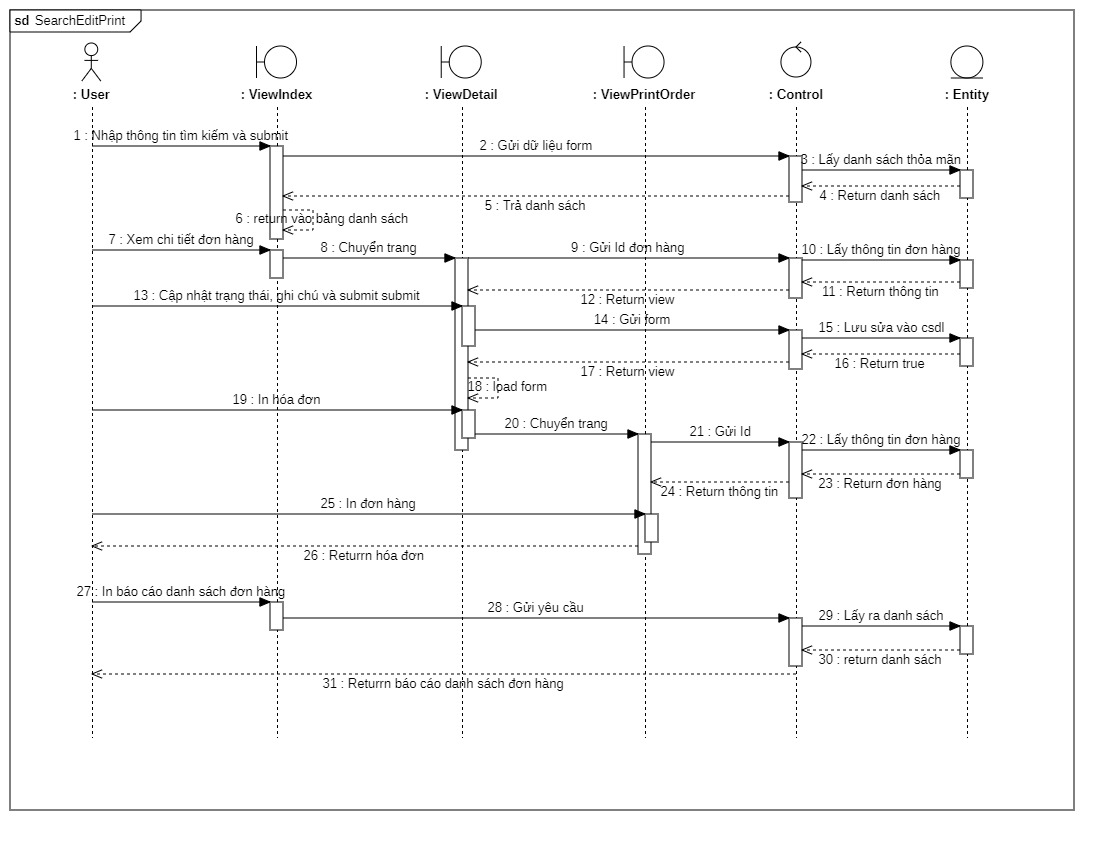 sd SearchEditPrint
: User
: ViewIndex
: ViewDetail
: ViewPrintOrder
: Control
: Entity
1 : Nhập thông tin tìm kiếm và submit
2 : Gửi dữ liệu form
3 : Lấy danh sách thỏa mãn
4 : Return danh sách
5 : Trả danh sách
6 : return vào bảng danh sách
7 : Xem chi tiết đơn hàng
8 : Chuyển trang
9 : Gửi Id đơn hàng
10 : Lấy thông tin đơn hàng
11 : Return thông tin
12 : Return view
13 : Cập nhật trạng thái, ghi chú và submit submit
14 : Gửi form
15 : Lưu sửa vào csdl
16 : Return true
17 : Return view
18 : load form
19 : In hóa đơn
20 : Chuyển trang
21 : Gửi Id
22 : Lấy thông tin đơn hàng
23 : Return đơn hàng
24 : Return thông tin
25 : In đơn hàng
26 : Returrn hóa đơn
27 : In báo cáo danh sách đơn hàng
28 : Gửi yêu cầu
29 : Lấy ra danh sách
30 : return danh sách
31 : Returrn báo cáo danh sách đơn hàng